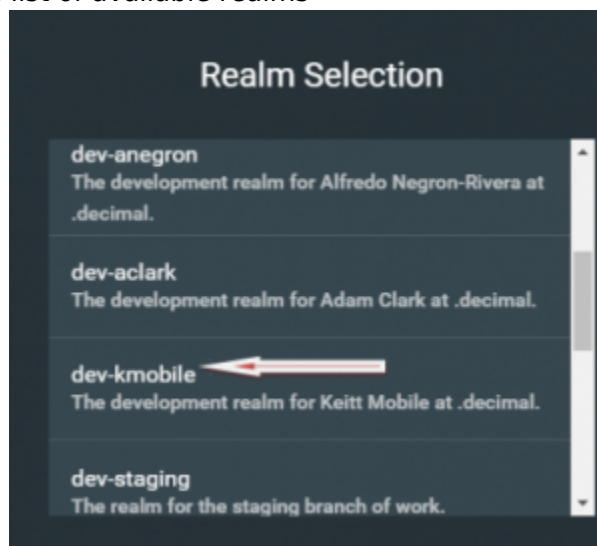 list of available realms
Realm Selection
dev-anegron
The development realm for Alfredo Negron-Rivera at
.decimal.
dev-aclark
The development realm for Adam Clark at .decimal.
dev-kmobile
The development realm for Keitt Mobile at .decimal.
dev-staging
The realm for the staging branch of work.